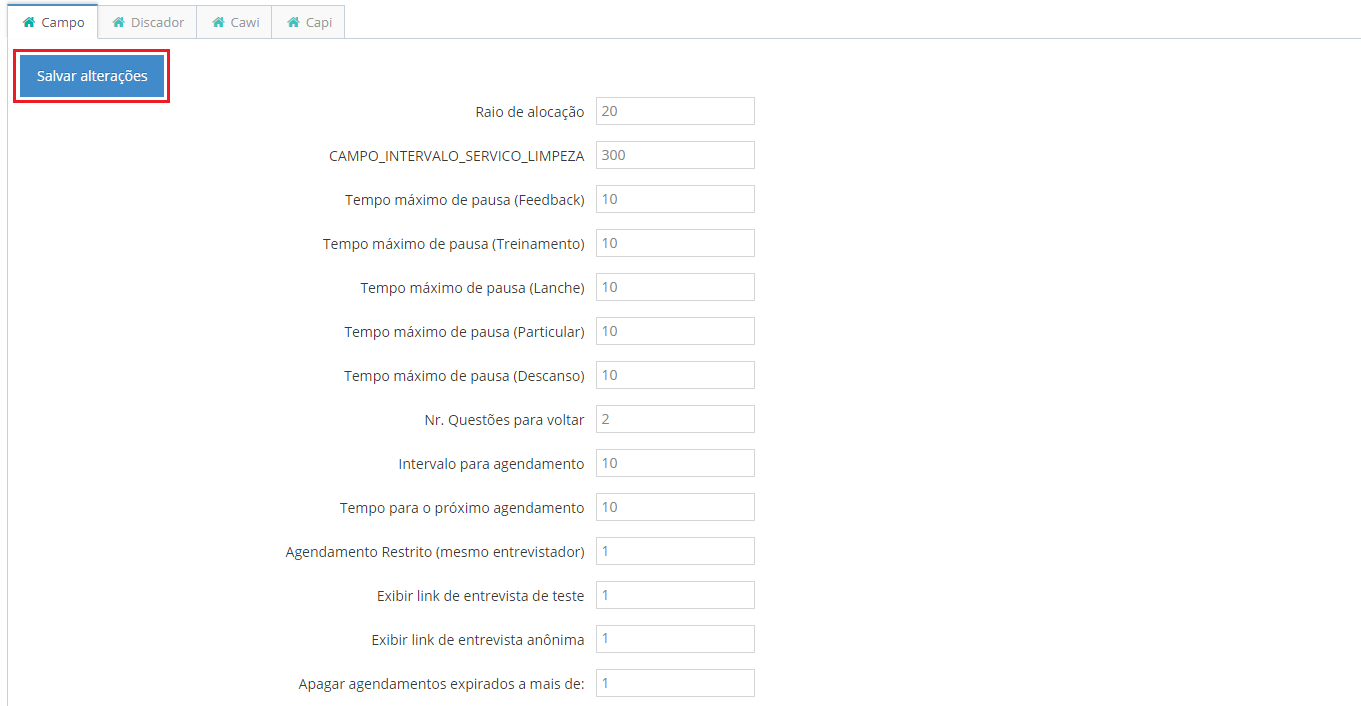 Campo Discador Cawi Capi
Salvar alterações
Raio de alocação 20
CAMPO_INTERVALO_SERVICO_LIMPEZA 300
Tempo máximo de pausa (Feedback) 10
Tempo máximo de pausa (Treinamento) 10
Tempo máximo de pausa (Lanche) 10
Tempo máximo de pausa (Particular) 10
Tempo máximo de pausa (Descanso) 10
Nr. Questões para voltar 2
Intervalo para agendamento 10
Tempo para o próximo agendamento 10
Agendamento Restrito (mesmo entrevistador) 1
Exibir link de entrevista de teste 1
Exibir link de entrevista anônima 1
Apagar agendamentos expirados a mais de: 1